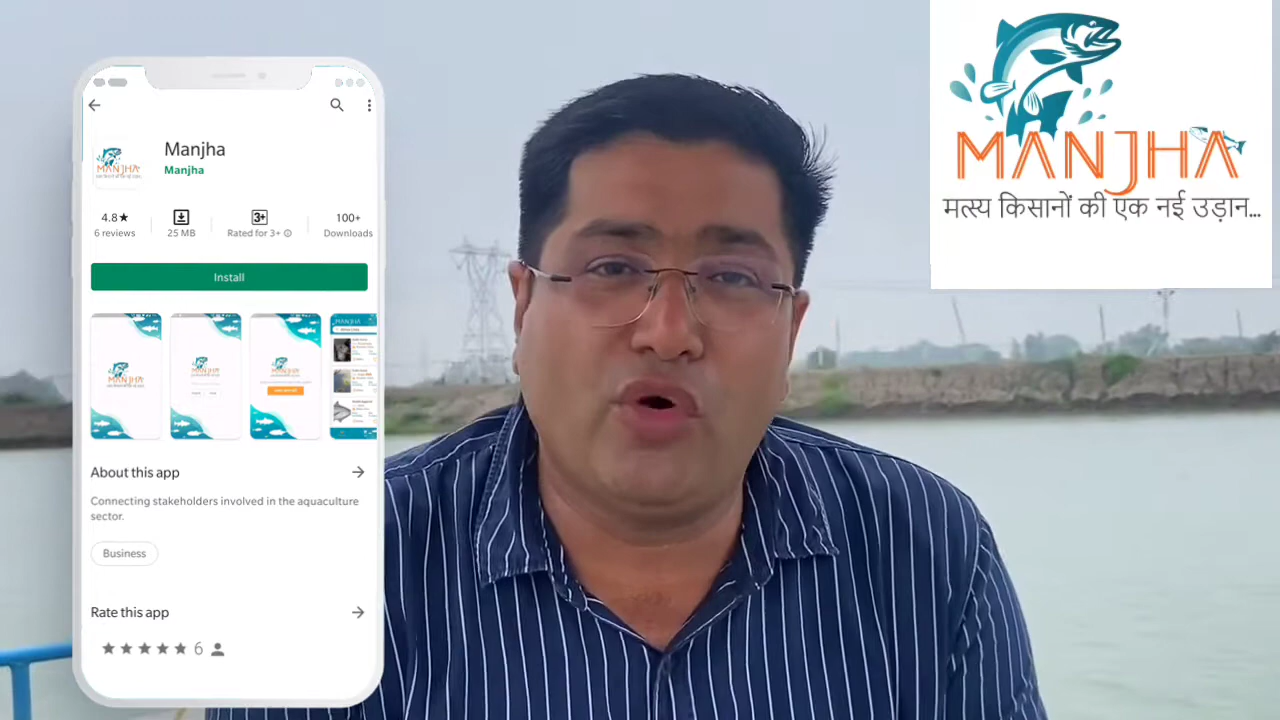 Manjha
Manjha
4.8★
6 reviews
25 MB
3+
Rated for 3+
100+
Downloads
Install
About this app
Connecting stakeholders involved in the aquaculture
sector.
Business
Rate this app
6
MANJHA
मत्स्य किसानों की एक नई उड़ान...